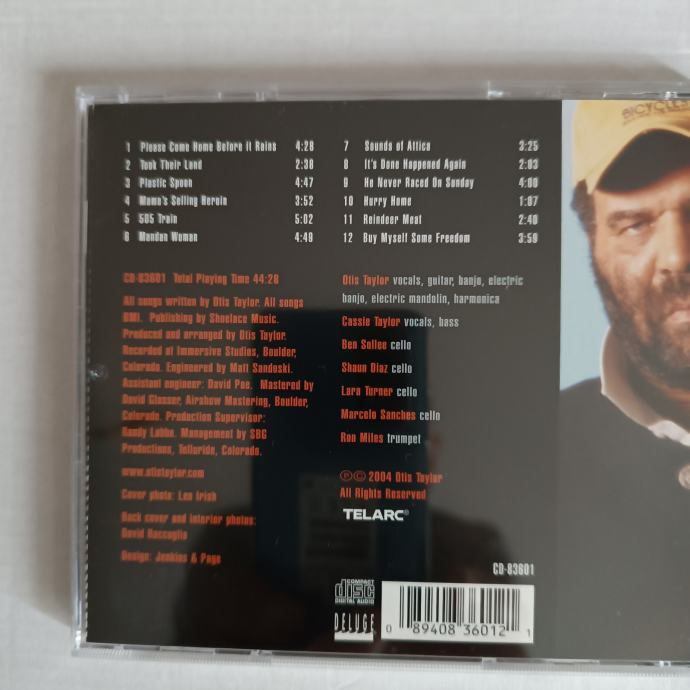 BICYCLES
1 Please Come Home Before it Rains 4:28
2 Took Their Land 2:38
3 Plastic Spoon 4:47
4 Mama's Selling Heroin 3:52
5 505 Train 5:02
6 Mandan Woman 4:49
7 Sounds of Attica 3:25
8 It's Done Happened Again 2:03
9 He Never Raced On Sunday 4:00
10 Hurry Home 1:07
11 Reindeer Meat 2:40
12 Buy Myself Some Freedom 3:59
CD-83601 Total Playing Time 44:28
All songs written by Otis Taylor. All songs
BMI. Publishing by Shoelace Music.
Produced and arranged by Otis Taylor.
Recorded at Immersive Studios, Boulder,
Colorado. Engineered by Matt Sandoski.
Assistant engineer: David Poe. Mastered by
David Glasser, Airshow Mastering, Boulder,
Colorado. Production Supervisor:
Randy Labbe. Management by SBG
Productions, Telluride, Colorado.
www.otistaylor.com
Cover photo: Len Irish
Back cover and interior photos:
David Raccuglia
Design: Jenkins & Page
Otis Taylor vocals, guitar, banjo, electric
banjo, electric mandolin, harmonica
Cassie Taylor vocals, bass
Ben Sollee cello
Shaun Diaz cello
Lara Turner cello
Marcelo Sanches cello
Ron Miles trumpet
℗© 2004 Otis Taylor
All Rights Reserved
TELARC®
CD-83601
COMPACT
disc
DIGITAL AUDIO
DELUGE
0 89408 36012 1